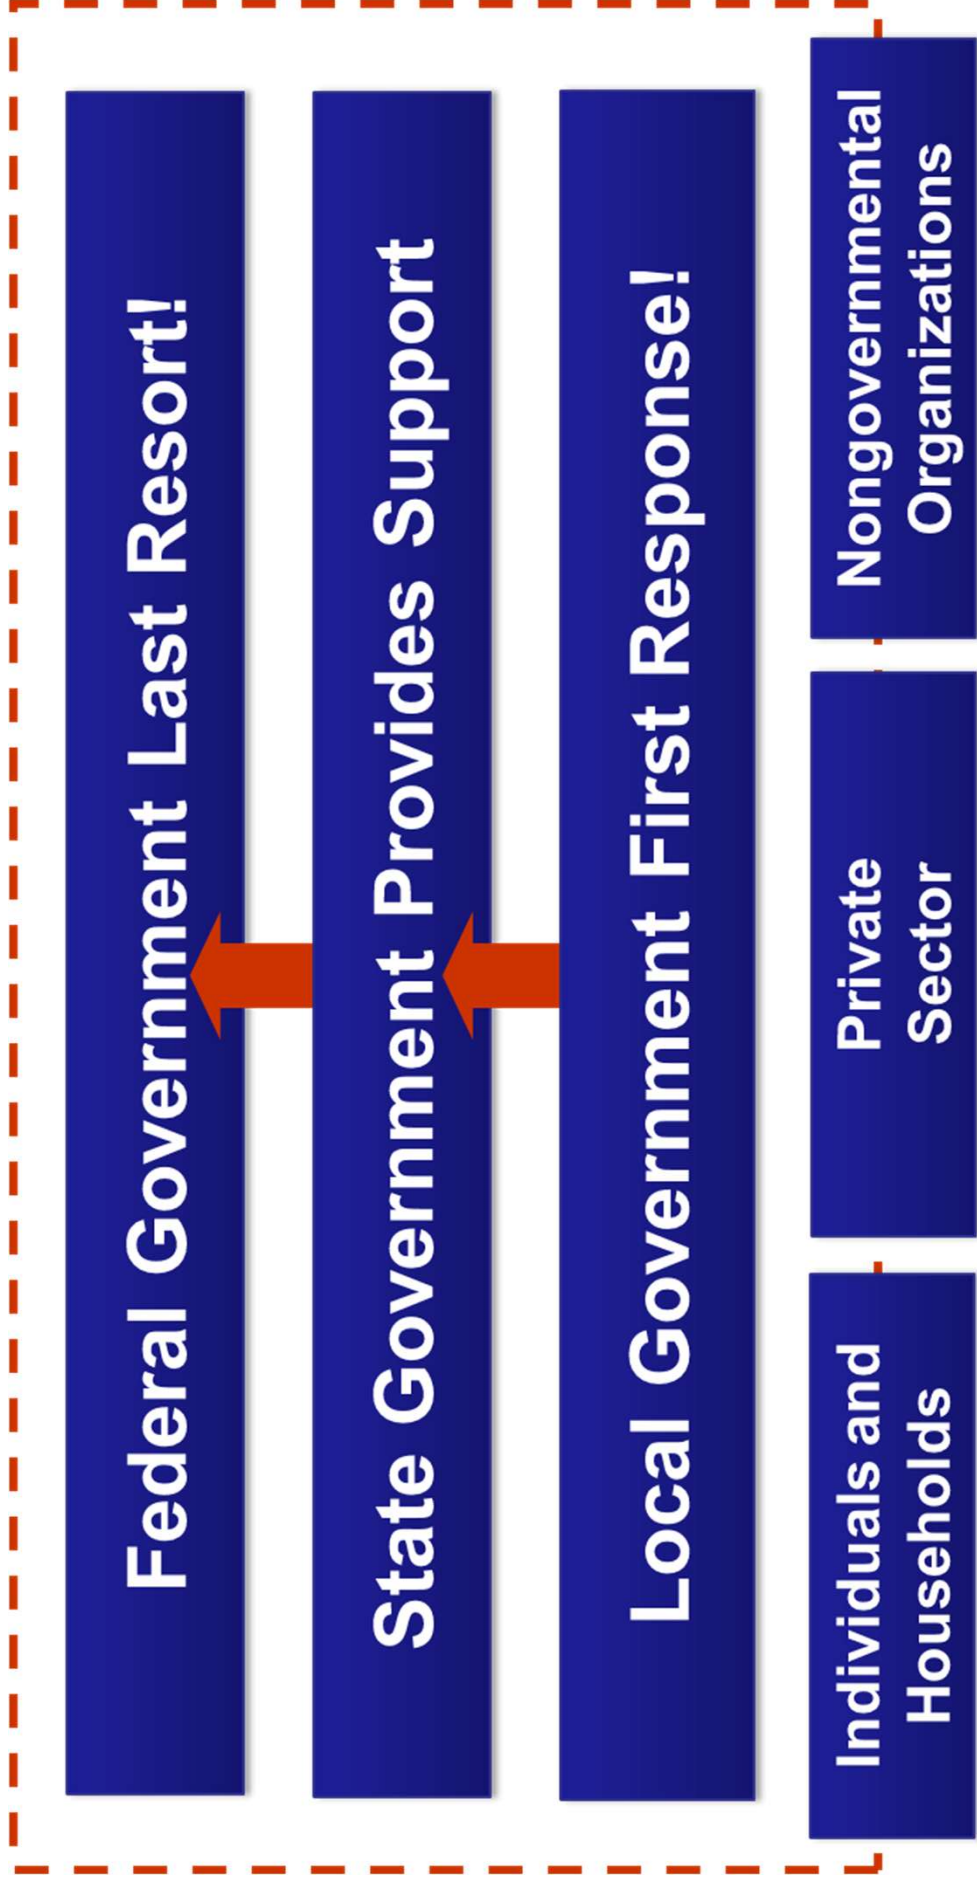 Federal Government Last Resort!
State Government Provides Support
Local Government First Response!
Individuals and
Households
Private
Sector
Nongovernmental
Organizations